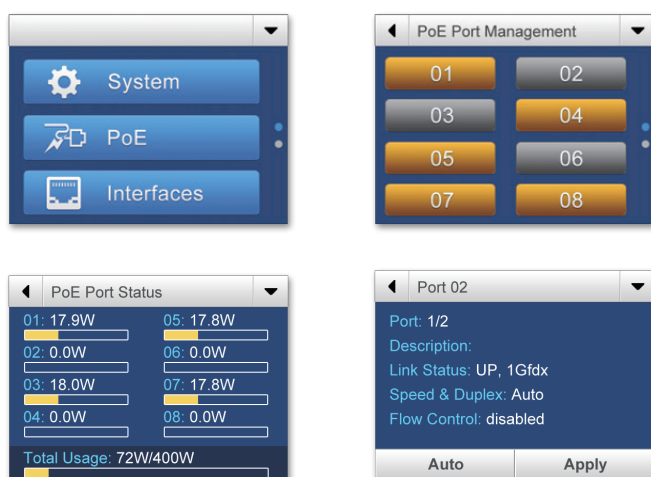 System
PoE
Interfaces
PoE Port Management
01 02
03 04
05 06
07 08
PoE Port Status
01: 17.9W 05: 17.8W
02: 0.0W 06: 0.0W
03: 18.0W 07: 17.8W
04: 0.0W 08: 0.0W
Total Usage: 72W/400W
Port 02
Port: 1/2
Description:
Link Status: UP, 1Gfdx
Speed & Duplex: Auto
Flow Control: disabled
Auto Apply